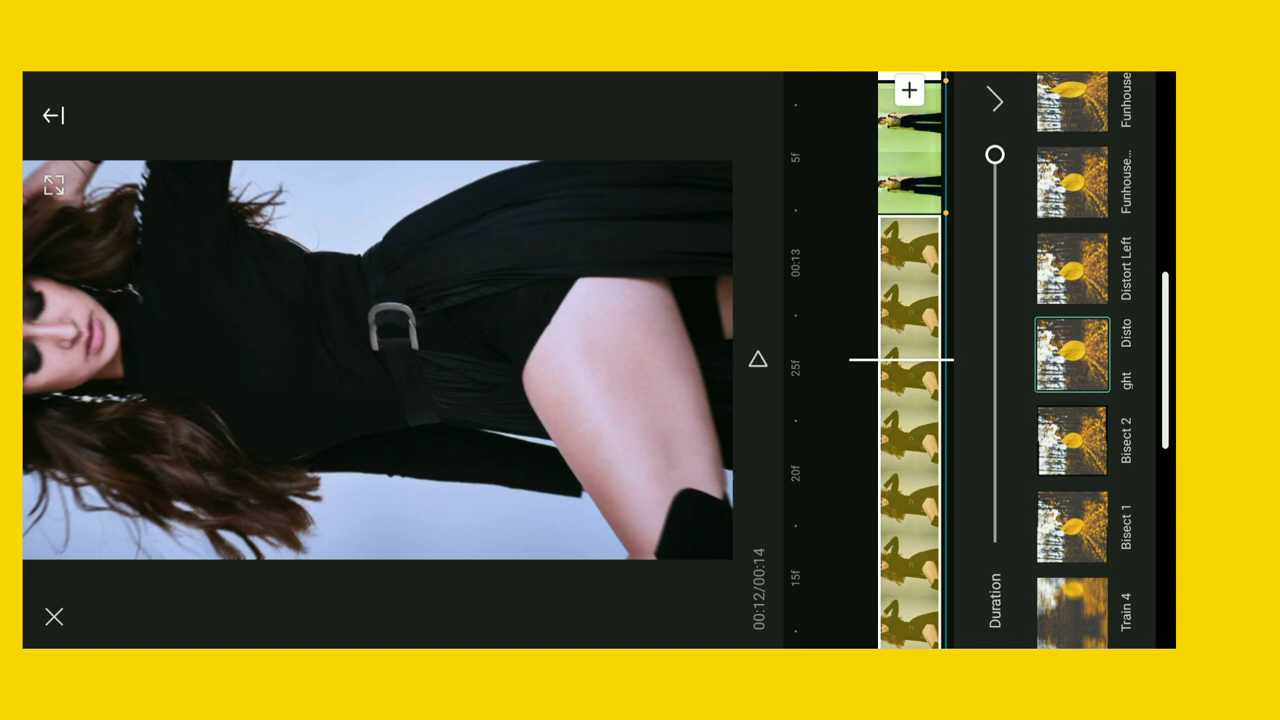 00:12/00:14
15f 20f 25f 00:13 5f
Duration
Train 4 Bisect 1 Bisect 2 ght Disto Distort Left Funhouse... Funhouse